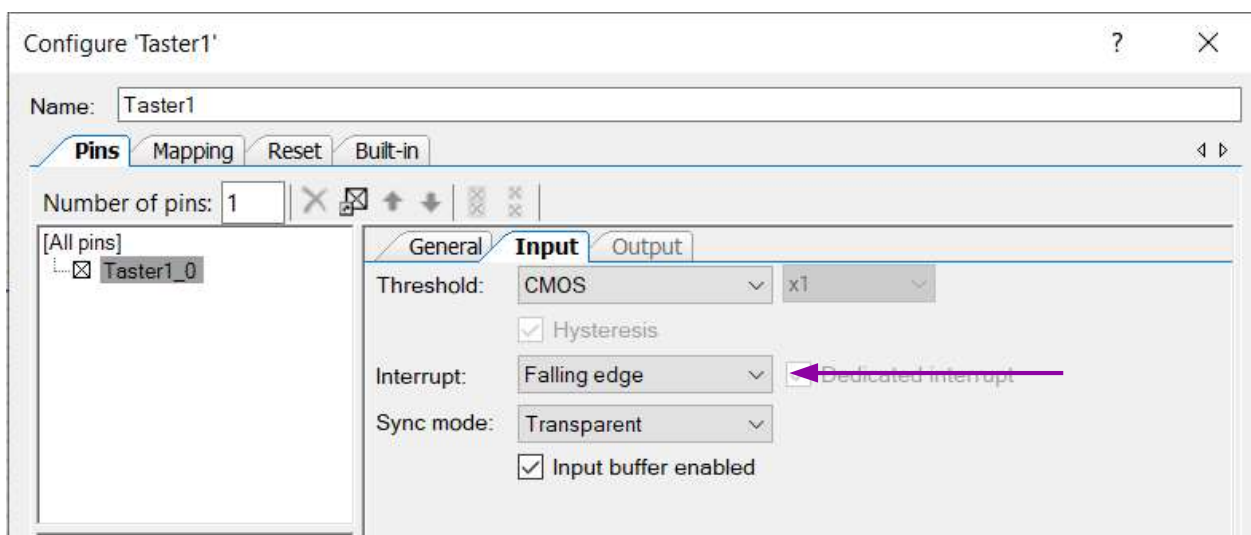 Configure 'Taster1' ?
Name: Taster1
Pins Mapping Reset Built-in
Number of pins: 1
[All pins]
Taster1_0
General Input Output
Threshold: CMOS x1
Hysteresis
Interrupt: Falling edge Dedicated interrupt
Sync mode: Transparent
Input buffer enabled